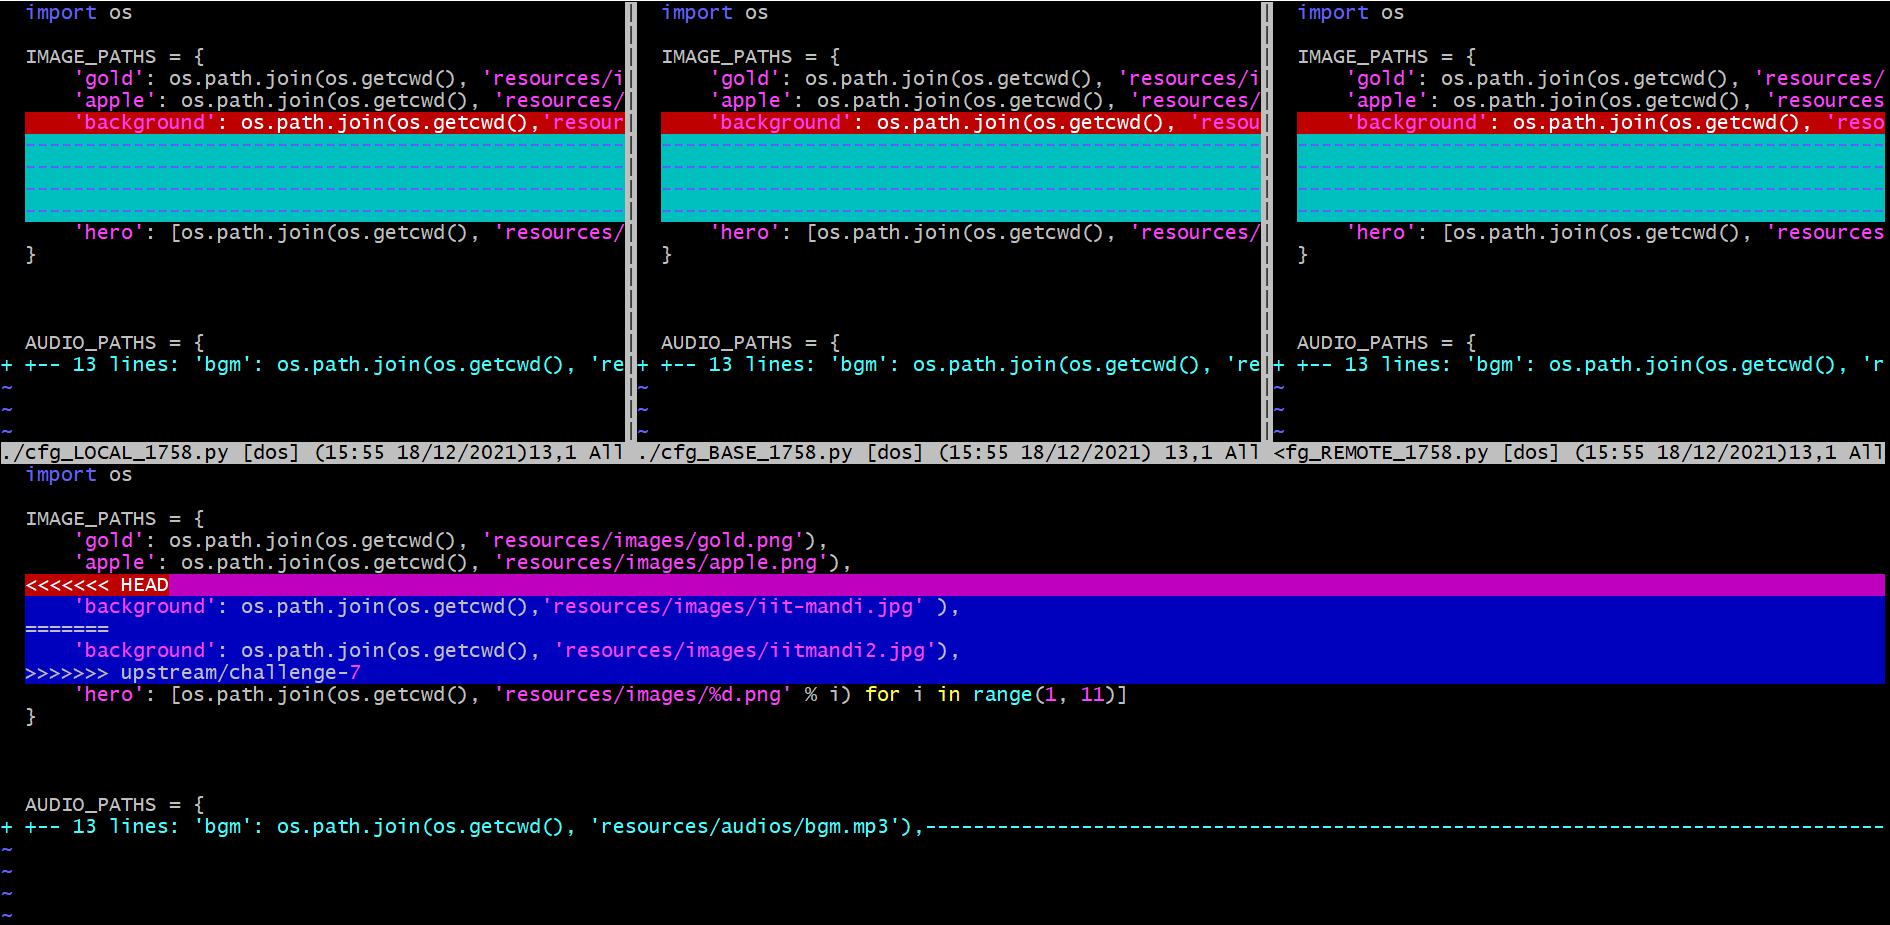 import os
IMAGE_PATHS = {
    'gold': os.path.join(os.getcwd(), 'resources/i
    'apple': os.path.join(os.getcwd(), 'resources/
    'background': os.path.join(os.getcwd(),'resour
------------------------------------------------
------------------------------------------------
------------------------------------------------
------------------------------------------------
    'hero': [os.path.join(os.getcwd(), 'resources/
}
AUDIO_PATHS = {
+ +-- 13 lines: 'bgm': os.path.join(os.getcwd(), 're
~
~
~
./cfg_LOCAL_1758.py [dos] (15:55 18/12/2021)13,1 All
import os
IMAGE_PATHS = {
    'gold': os.path.join(os.getcwd(), 'resources/i
    'apple': os.path.join(os.getcwd(), 'resources/
    'background': os.path.join(os.getcwd(), 'resou
------------------------------------------------
------------------------------------------------
------------------------------------------------
------------------------------------------------
    'hero': [os.path.join(os.getcwd(), 'resources/
}
AUDIO_PATHS = {
+ +-- 13 lines: 'bgm': os.path.join(os.getcwd(), 're
~
~
~
./cfg_BASE_1758.py [dos] (15:55 18/12/2021) 13,1 All
import os
IMAGE_PATHS = {
    'gold': os.path.join(os.getcwd(), 'resources/
    'apple': os.path.join(os.getcwd(), 'resources
    'background': os.path.join(os.getcwd(), 'reso
------------------------------------------------
------------------------------------------------
------------------------------------------------
------------------------------------------------
    'hero': [os.path.join(os.getcwd(), 'resources
}
AUDIO_PATHS = {
+ +-- 13 lines: 'bgm': os.path.join(os.getcwd(), 'r
~
~
~
<fg_REMOTE_1758.py [dos] (15:55 18/12/2021)13,1 All
import os
IMAGE_PATHS = {
    'gold': os.path.join(os.getcwd(), 'resources/images/gold.png'),
    'apple': os.path.join(os.getcwd(), 'resources/images/apple.png'),
<<<<<<< HEAD
    'background': os.path.join(os.getcwd(),'resources/images/iit-mandi.jpg' ),
=======
    'background': os.path.join(os.getcwd(), 'resources/images/iitmandi2.jpg'),
>>>>>>> upstream/challenge-7
    'hero': [os.path.join(os.getcwd(), 'resources/images/%d.png' % i) for i in range(1, 11)]
}
AUDIO_PATHS = {
+ +-- 13 lines: 'bgm': os.path.join(os.getcwd(), 'resources/audios/bgm.mp3'),--------------------------------------------------------------------------------
~
~
~
~